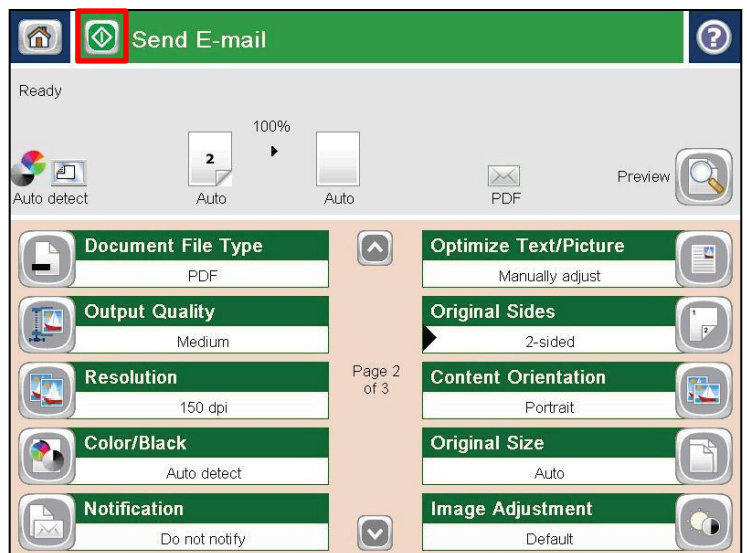 Send E-mail
?
Ready
100%
2
Auto detect
Auto
Auto
PDF
Preview
Document File Type
PDF
Output Quality
Medium
Resolution
150 dpi
Color/Black
Auto detect
Notification
Do not notify
Page 2
of 3
Optimize Text/Picture
Manually adjust
Original Sides
2-sided
1
2
Content Orientation
Portrait
Original Size
Auto
Image Adjustment
Default